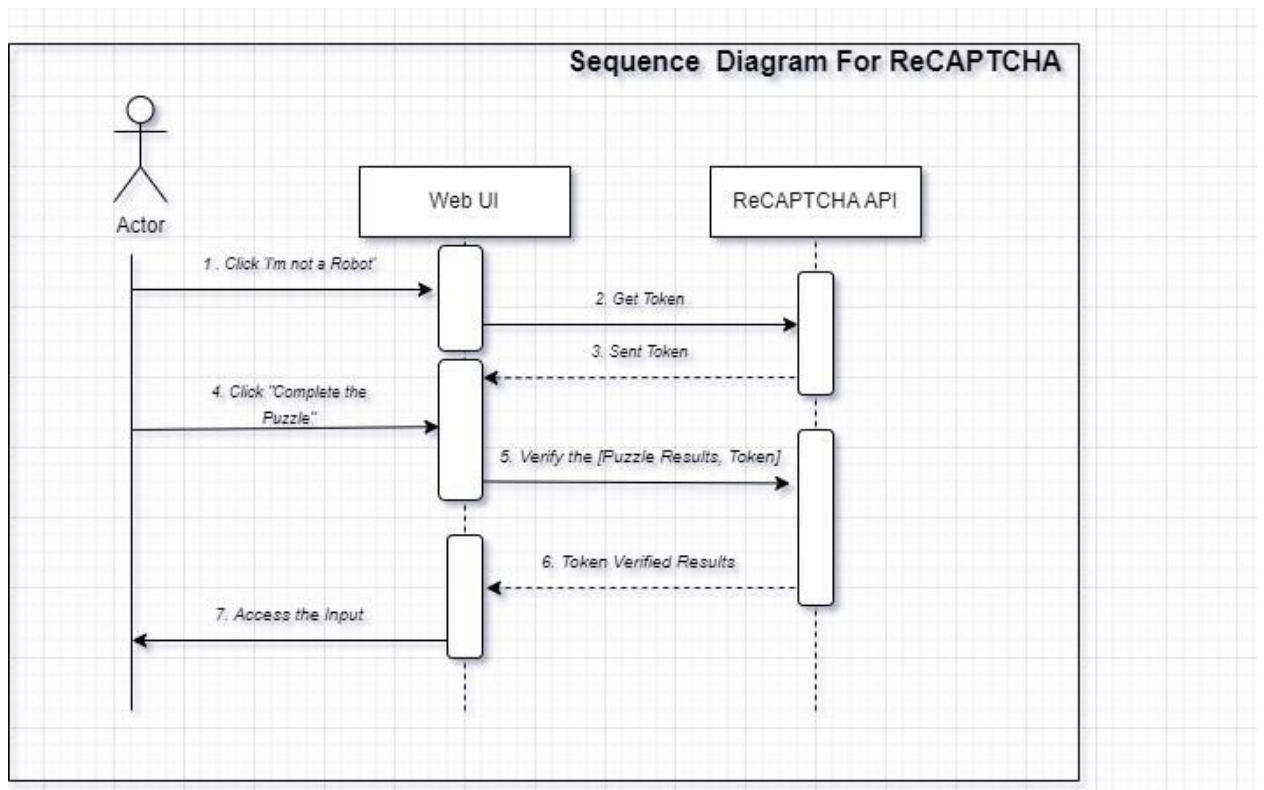 Sequence Diagram For ReCAPTCHA
Actor
Web UI
ReCAPTCHA API
1 . Click 'I'm not a Robot'
2. Get Token
3. Sent Token
4. Click "Complete the
Puzzle"
5. Verify the [Puzzle Results, Token]
6. Token Verified Results
7. Access the Input